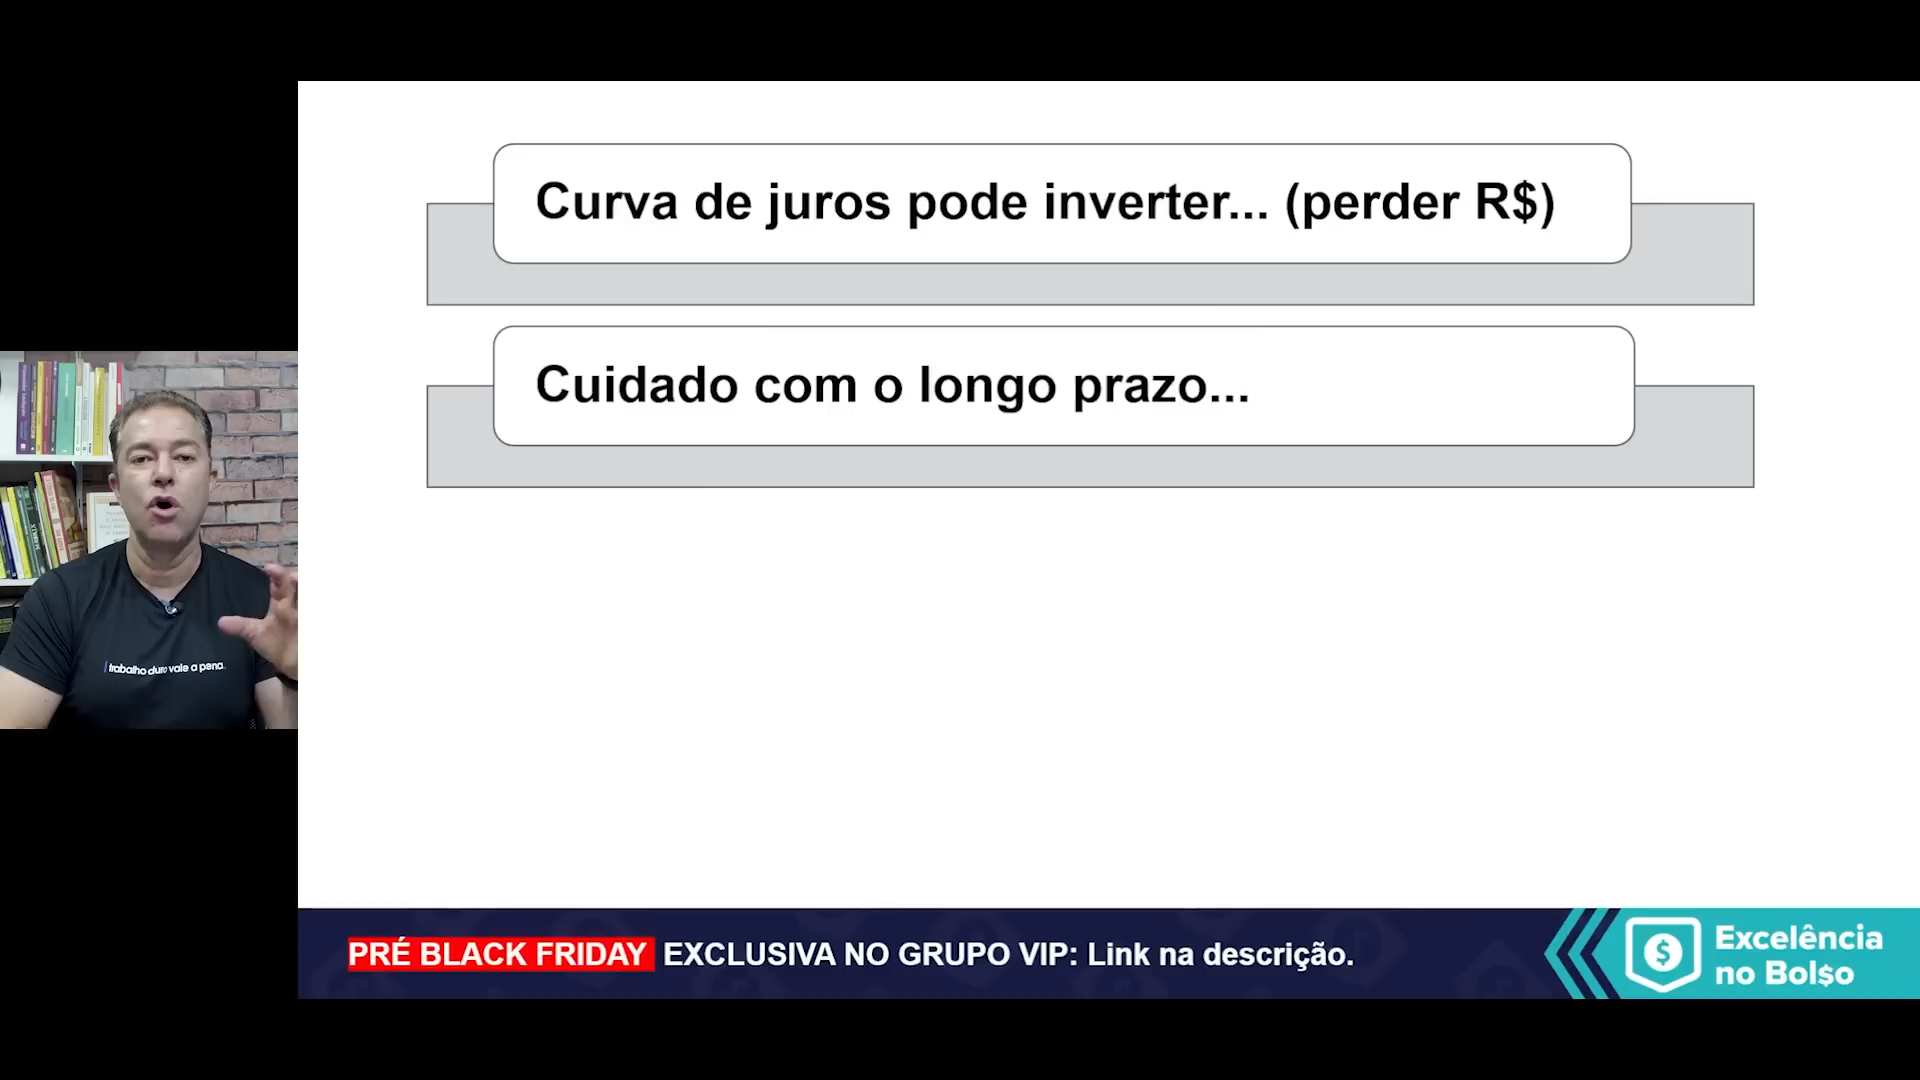 Curva de juros pode inverter... (perder R$)
Cuidado com o longo prazo...
trabalho duro vale a pena.
PRÉ BLACK FRIDAY EXCLUSIVA NO GRUPO VIP: Link na descrição.
$
Excelência
no Bol$o